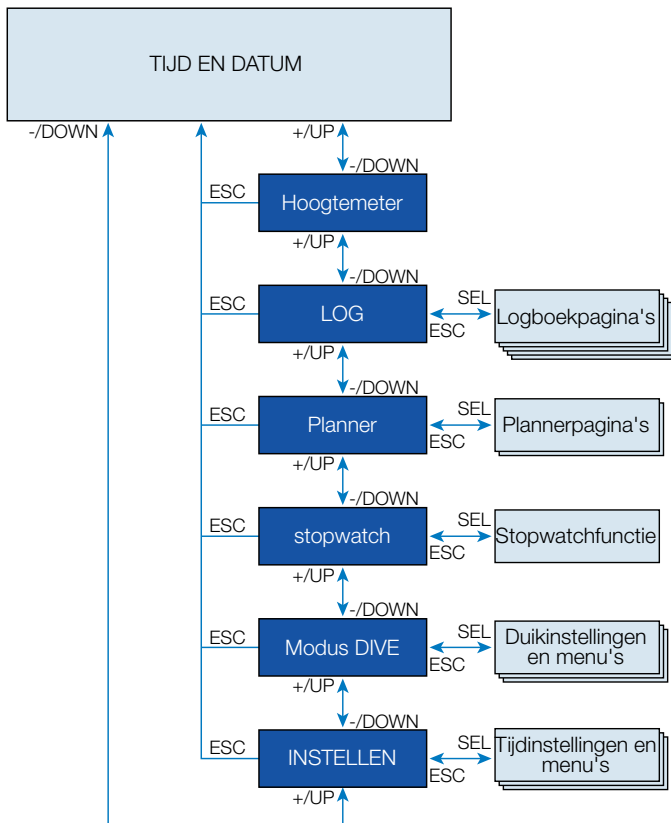 TIJD EN DATUM
-/DOWN
+/UP
-/DOWN
ESC
Hoogtemeter
+/UP
-/DOWN
ESC
LOG
SEL
ESC
Logboekpagina's
+/UP
-/DOWN
ESC
Planner
SEL
ESC
Plannerpagina's
+/UP
-/DOWN
ESC
stopwatch
SEL
ESC
Stopwatchfunctie
+/UP
-/DOWN
ESC
Modus DIVE
SEL
ESC
Duikinstellingen
en menu's
+/UP
-/DOWN
ESC
INSTELLEN
SEL
ESC
Tijdinstellingen en
menu's
+/UP